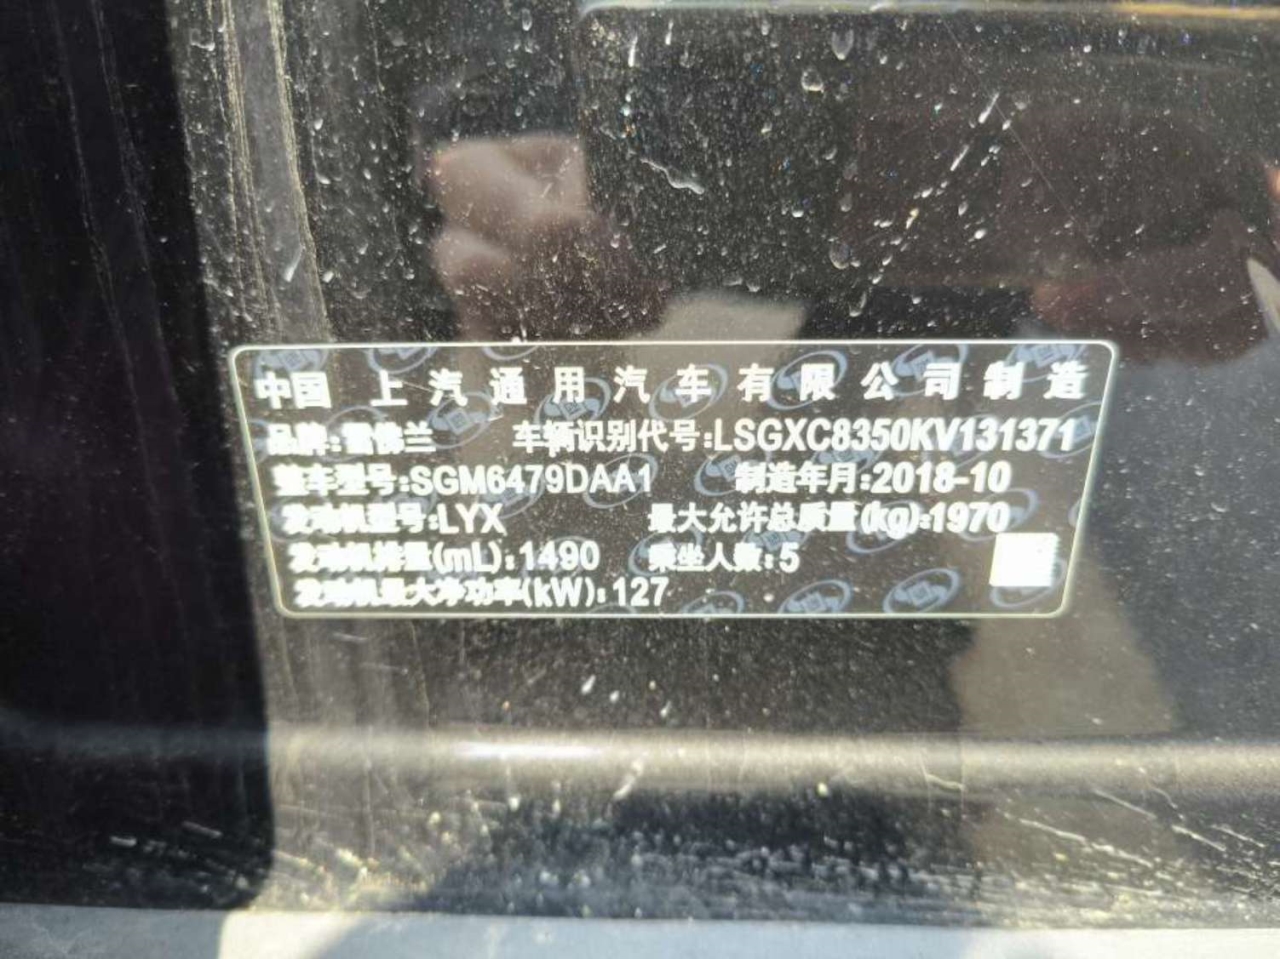 中国 上汽通用汽车有限公司制造
品牌:雪佛兰 车辆识别代号:LSGXC8350KV131371
整车型号:SGM6479DAA1 制造年月:2018-10
发动机型号:LYX 最大允许总质量(kg):1970
发动机排量(mL):1490 乘坐人数:5
发动机最大净功率(kW):127